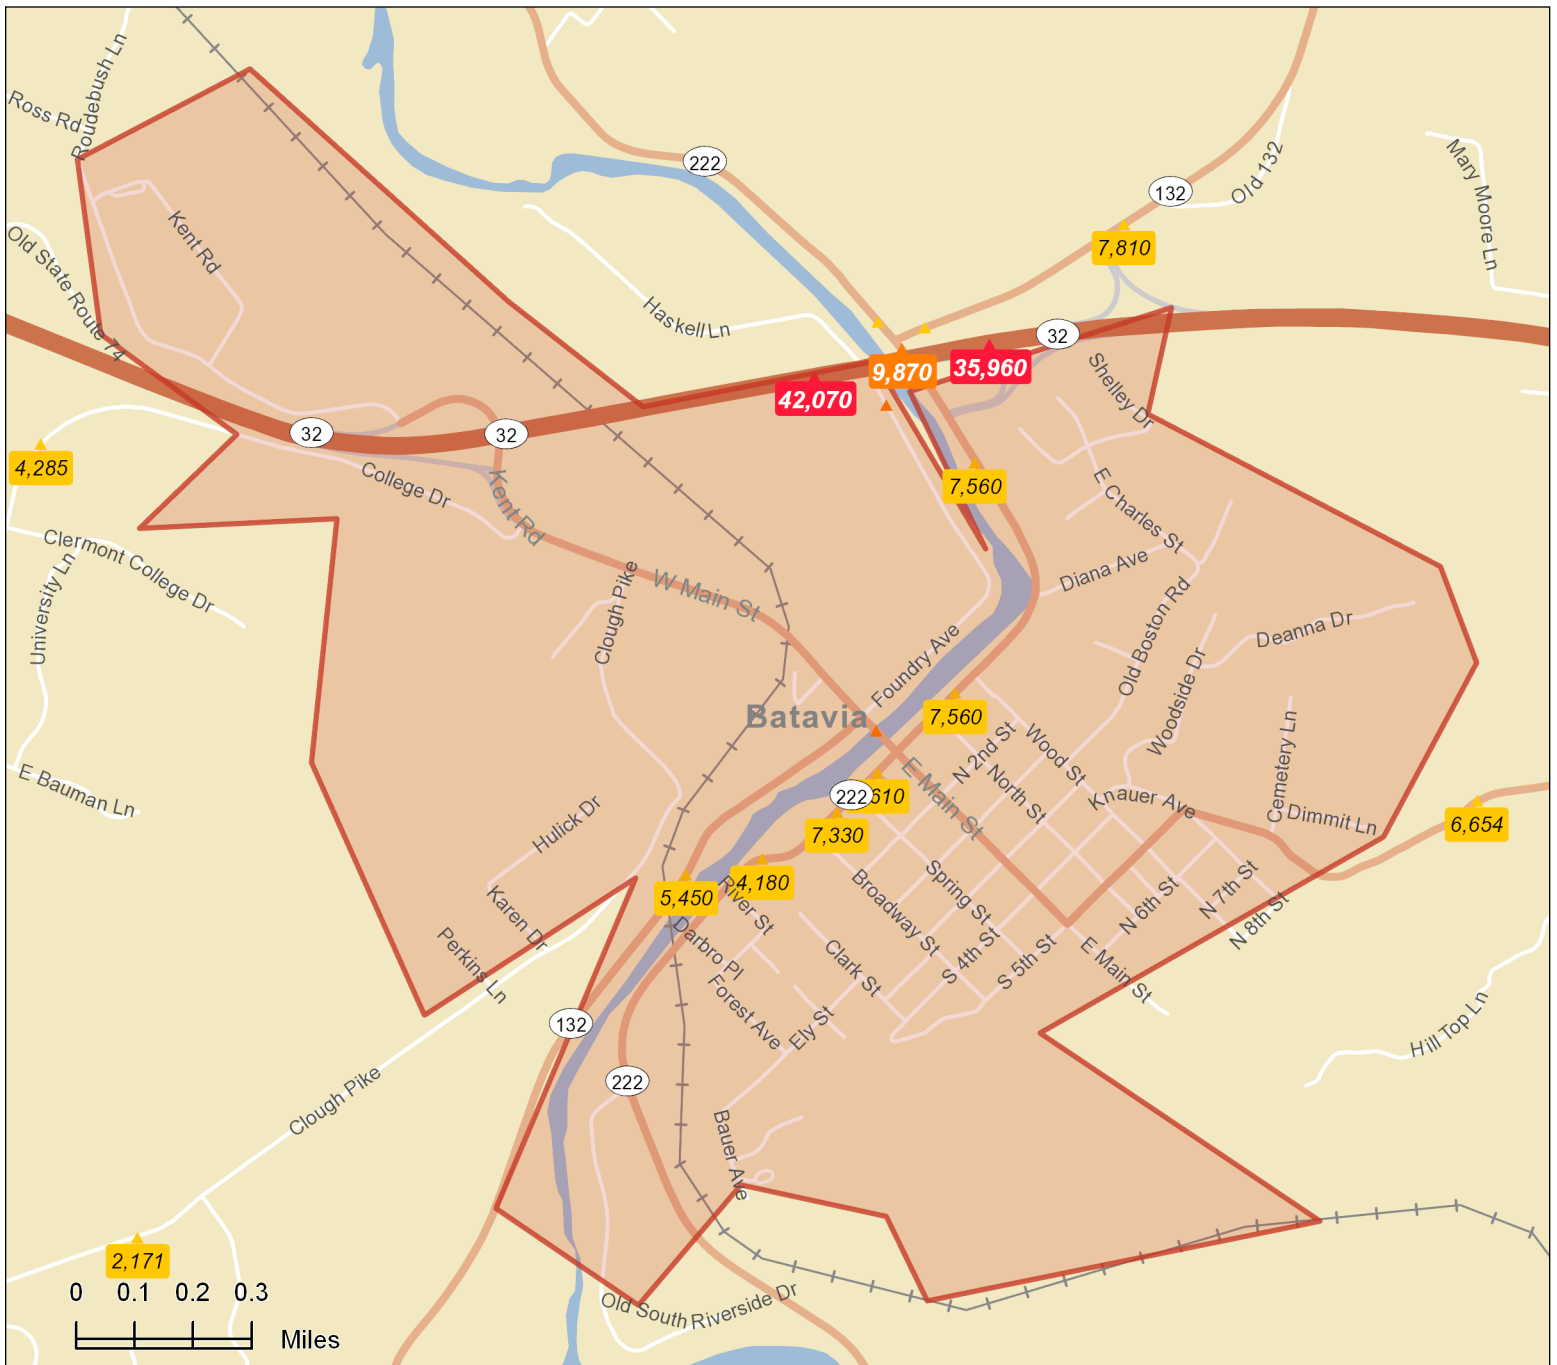 Roudebush Ln
Ross Rd
222
132
Old 132
Mary Moore Ln
Kent Rd
Old State Route 74
7,810
Haskell Ln
32
9,870
35,960
42,070
Shelley Dr
32
32
4,285
College Dr
Kent Rd
7,560
E Charles St
Clermont College Dr
University Ln
W Main St
Clough Pike
Diana Ave
Old Boston Rd
Deanna Dr
Foundry Ave
Woodside Dr
Batavia
7,560
N 2nd St
Wood St
Cemetery Ln
E Bauman Ln
E Main St
North St
222
610
Knauer Ave
Dimmit Ln
6,654
Hulick Dr
7,330
4,180
5,450
River St
Broadway St
Spring St
N 6th St
N 7th St
N 8th St
Karen Dr
Perkins Ln
Darbro Pl
Clark St
S 4th St
S 5th St
E Main St
Forest Ave
Ely St
132
Hill Top Ln
222
Clough Pike
Bauer Ave
2,171
Old South Riverside Dr
0 0.1 0.2 0.3
Miles